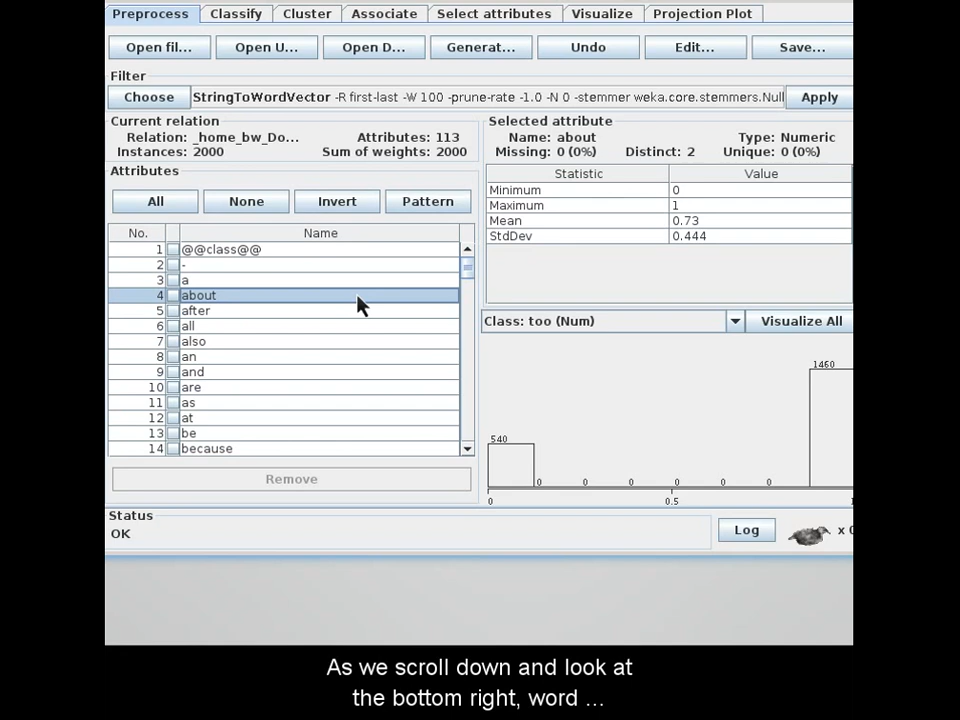 Preprocess Classify Cluster Associate Select attributes Visualize Projection Plot
Open fil... Open U... Open D... Generat... Undo Edit... Save...
Filter
Choose StringToWordVector -R first-last -W 100 -prune-rate -1.0 -N 0 -stemmer weka.core.stemmers.Null Apply
Current relation
Relation: _home_bw_Do... Attributes: 113
Instances: 2000 Sum of weights: 2000
Attributes
All None Invert Pattern
No. Name
1 @@class@@
2 -
3 a
4 about
5 after
6 all
7 also
8 an
9 and
10 are
11 as
12 at
13 be
14 because
Remove
Selected attribute
Name: about Type: Numeric
Missing: 0 (0%) Distinct: 2 Unique: 0 (0%)
Statistic Value
Minimum 0
Maximum 1
Mean 0.73
StdDev 0.444
Class: too (Num) Visualize All
1460
540
0 0 0 0 0 0
0 0.5 1
Status
OK Log x 0
As we scroll down and look at
the bottom right, word ...